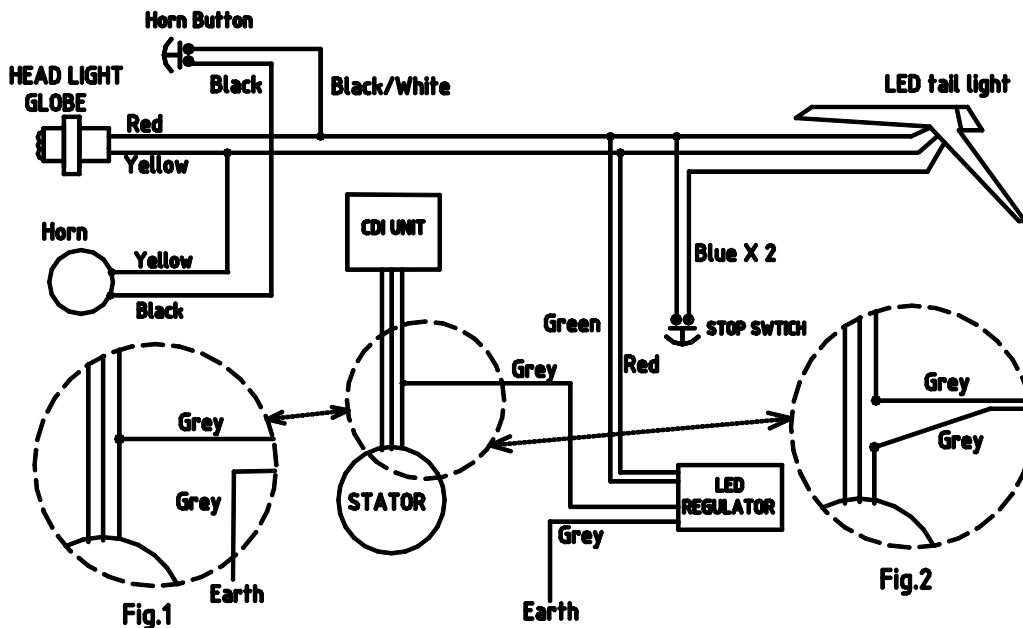 Horn Button
HEAD LIGHT
GLOBE
Black
Black/White
LED tail light
Red
Yellow
CDI UNIT
Horn
Yellow
Black
Blue X 2
Green
STOP SWTICH
Red
Grey
Grey
Grey
Grey
Grey
STATOR
LED
REGULATOR
Grey
Earth
Earth
Fig.1
Fig.2